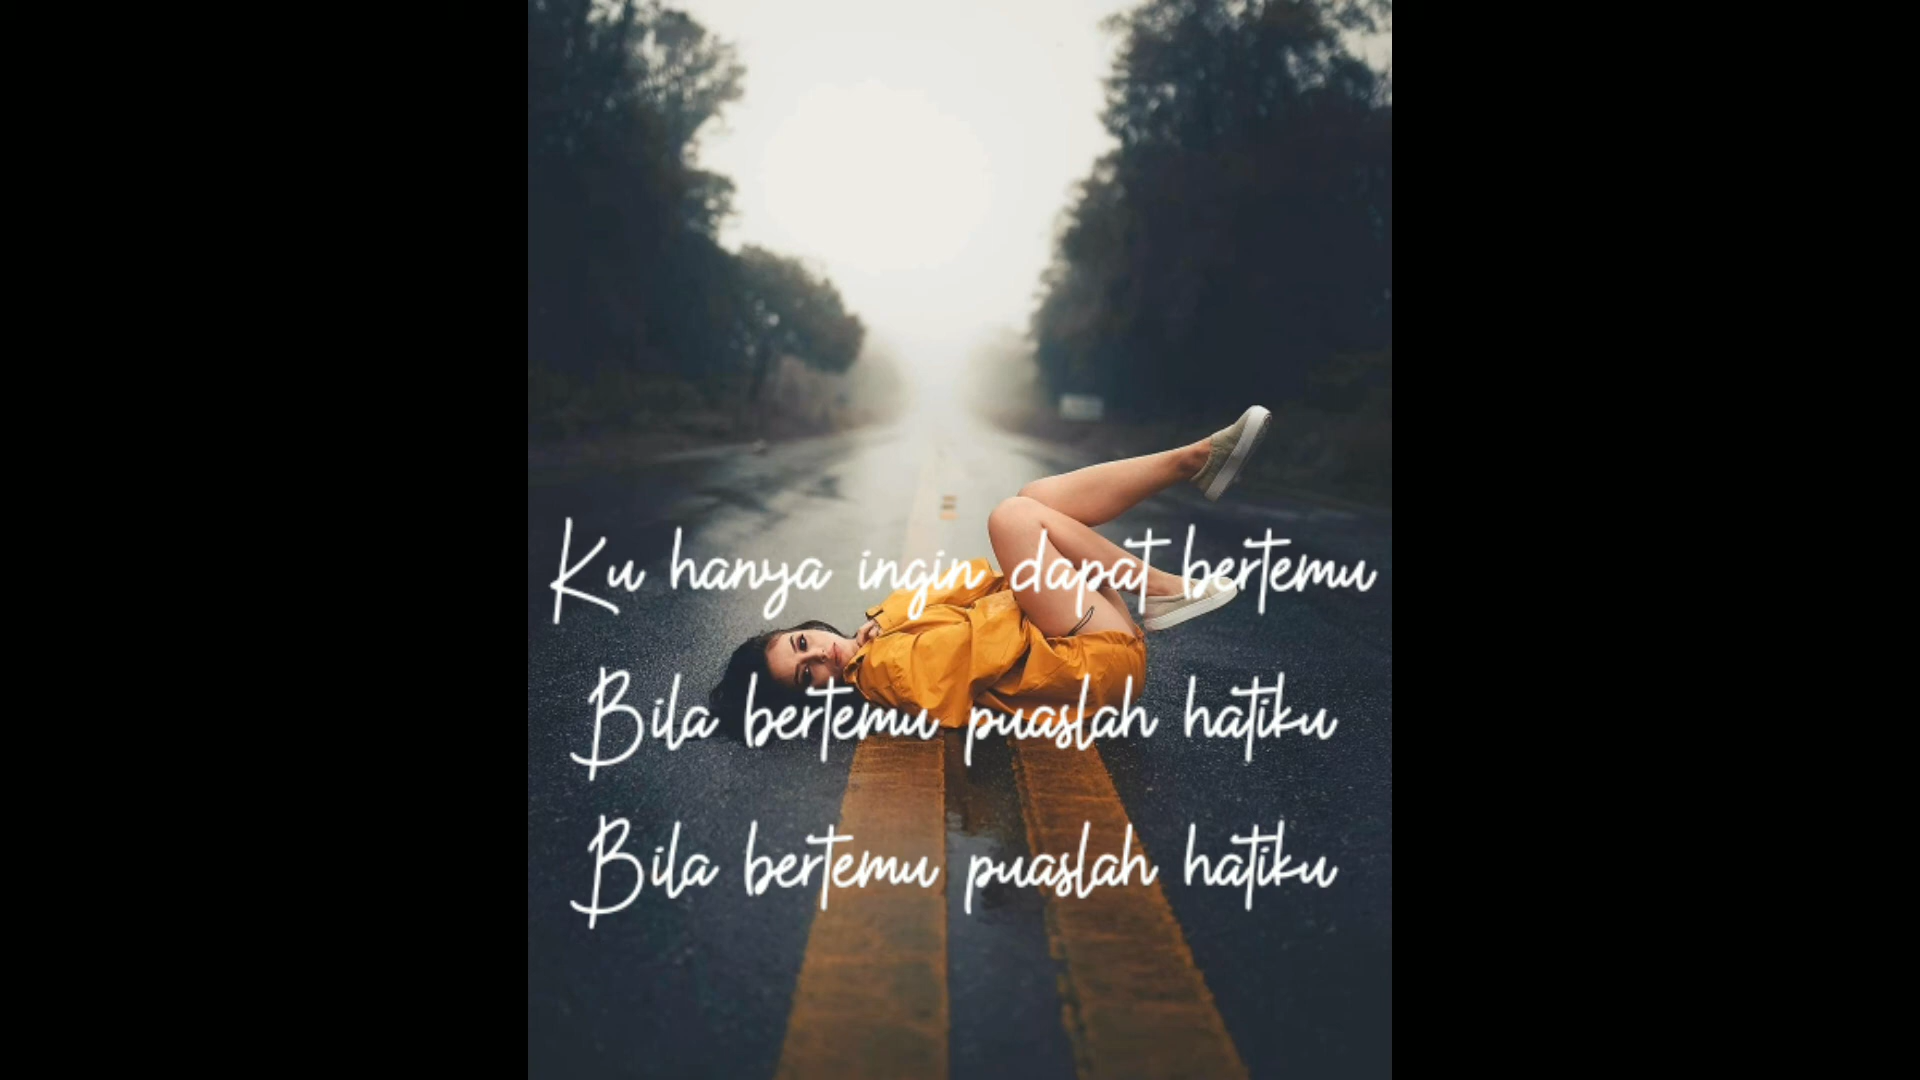 Ku hanya ingin dapat bertemu
Bila bertemu puaslah hatiku
Bila bertemu puaslah hatiku